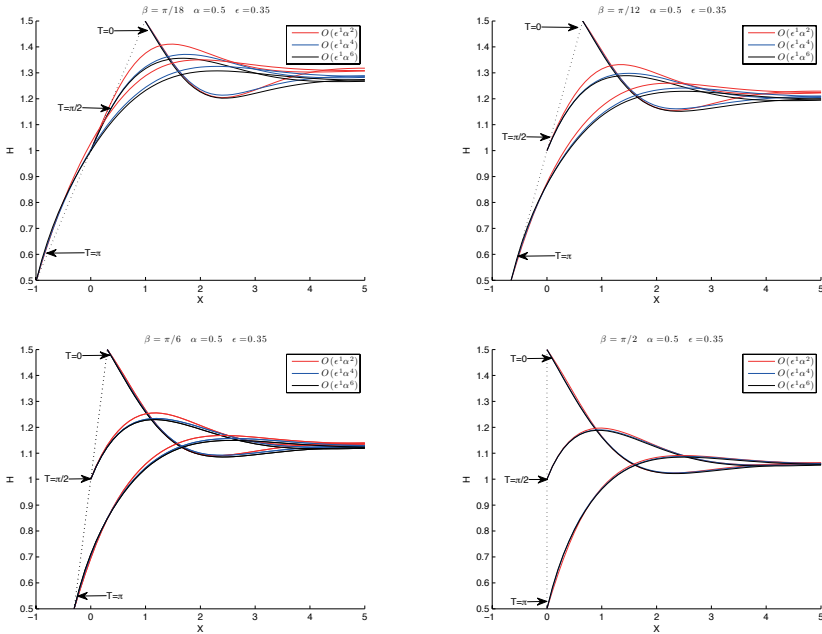 β = π/18 α =0.5 ϵ =0.35
1.5
1.4
1.3
1.2
1.1
1
0.9
0.8
0.7
0.6
0.5
H
T=0
T=π/2
T=π
O(ϵ¹α²)
O(ϵ¹α⁴)
O(ϵ¹α⁶)
−1 0 1 2 3 4 5
X
β = π/12 α =0.5 ϵ =0.35
1.5
1.4
1.3
1.2
1.1
1
0.9
0.8
0.7
0.6
0.5
H
T=0
T=π/2
T=π
O(ϵ¹α²)
O(ϵ¹α⁴)
O(ϵ¹α⁶)
−1 0 1 2 3 4 5
X
β = π/6 α =0.5 ϵ =0.35
1.5
1.4
1.3
1.2
1.1
1
0.9
0.8
0.7
0.6
0.5
H
T=0
T=π/2
T=π
O(ϵ¹α²)
O(ϵ¹α⁴)
O(ϵ¹α⁶)
−1 0 1 2 3 4 5
X
β = π/2 α =0.5 ϵ =0.35
1.5
1.4
1.3
1.2
1.1
1
0.9
0.8
0.7
0.6
0.5
H
T=0
T=π/2
T=π
O(ϵ¹α²)
O(ϵ¹α⁴)
O(ϵ¹α⁶)
−1 0 1 2 3 4 5
X